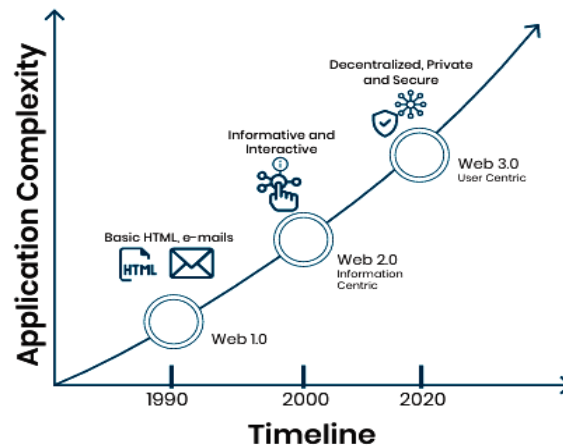 Application Complexity
Decentralized, Private
and Secure
Informative and
Interactive
i
Web 3.0
User Centric
Basic HTML, e-mails
HTML
Web 2.0
Information
Centric
Web 1.0
1990
2000
2020
Timeline